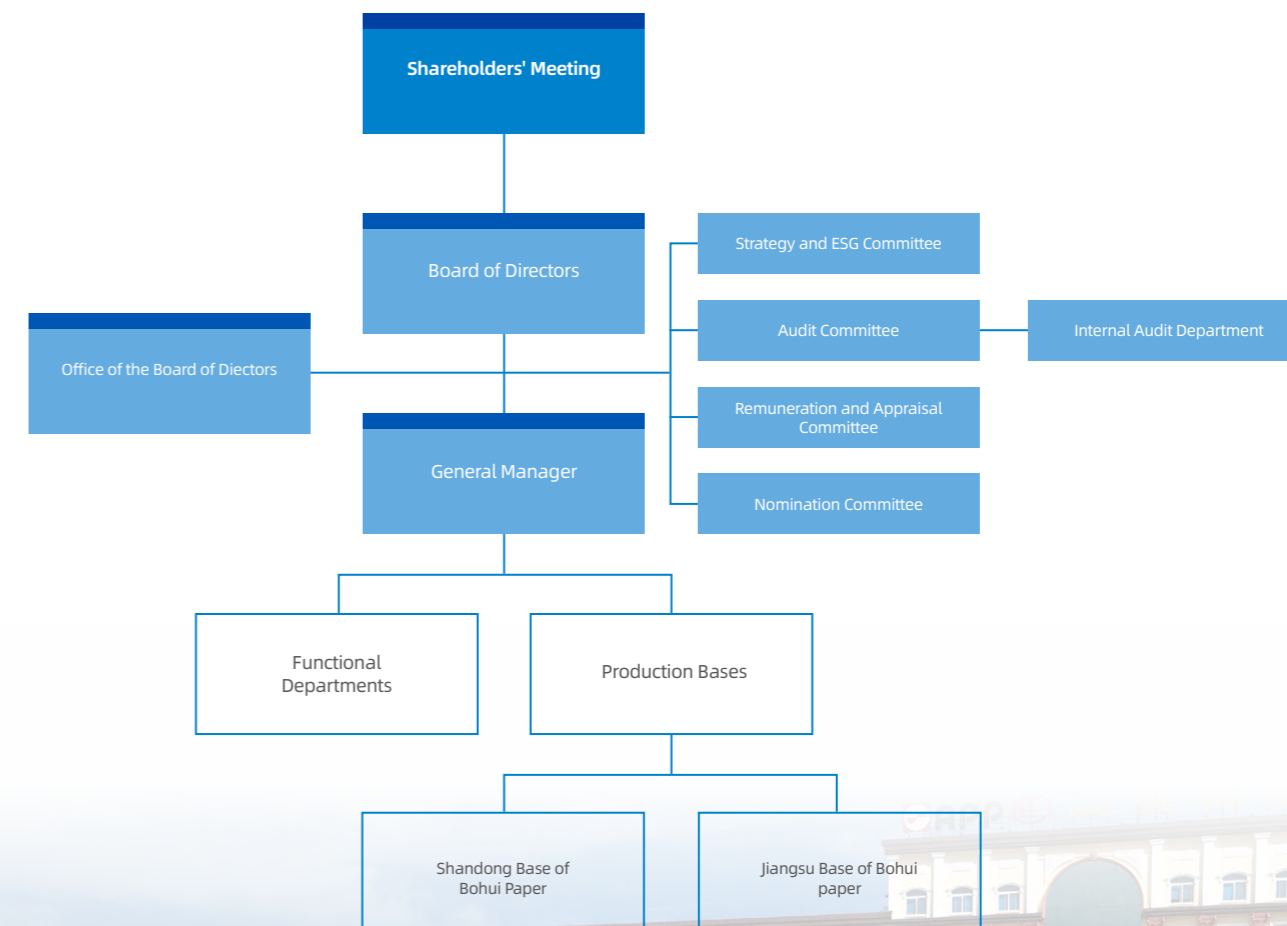 Shareholders' Meeting
Board of Directors
Strategy and ESG Committee
Audit Committee
Internal Audit Department
Office of the Board of Diectors
Remuneration and Appraisal
Committee
General Manager
Nomination Committee
Functional
Departments
Production Bases
APP
Shandong Base of
Bohui Paper
Jiangsu Base of Bohui
paper